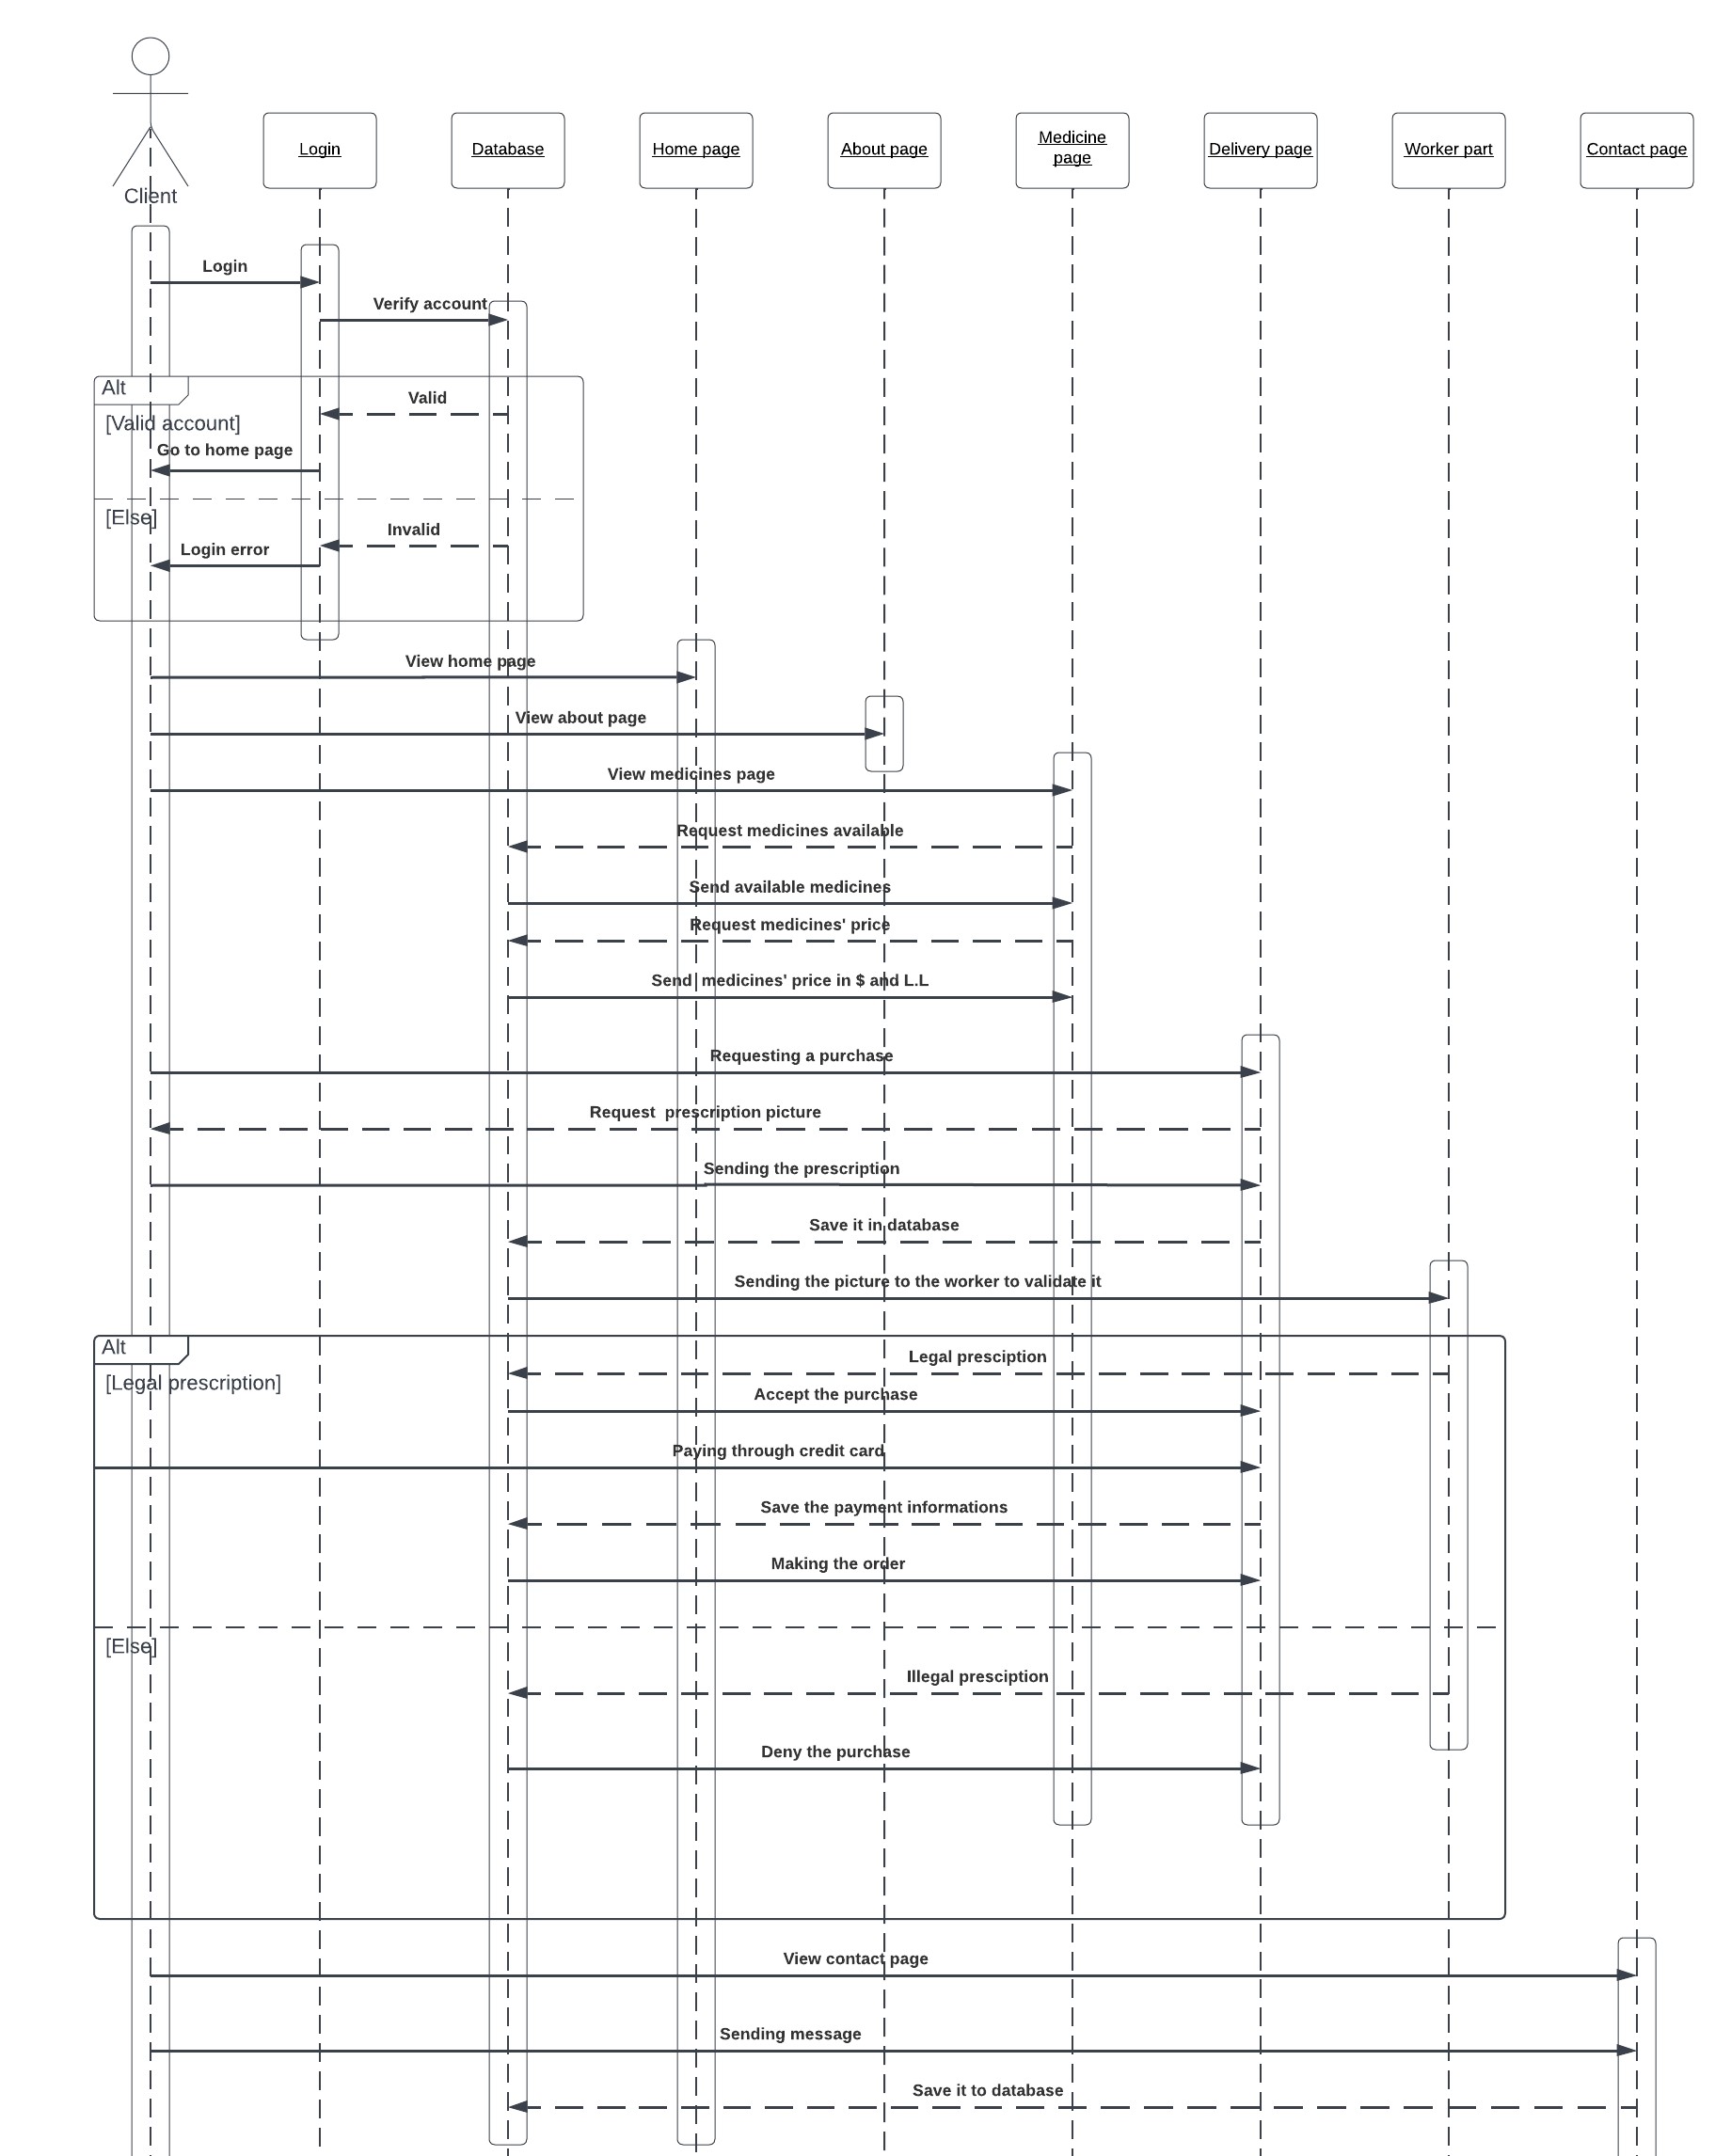 Client
Login
Database
Home page
About page
Medicine
page
Delivery page
Worker part
Contact page
Login
Verify account
Alt
Valid
[Valid account]
Go to home page
[Else]
Invalid
Login error
View home page
View about page
View medicines page
Request medicines available
Send available medicines
Request medicines' price
Send  medicines' price in $ and L.L
Requesting a purchase
Request  prescription picture
Sending the prescription
Save it in database
Sending the picture to the worker to validate it
Alt
Legal presciption
[Legal prescription]
Accept the purchase
Paying through credit card
Save the payment informations
Making the order
[Else]
Illegal presciption
Deny the purchase
View contact page
Sending message
Save it to database